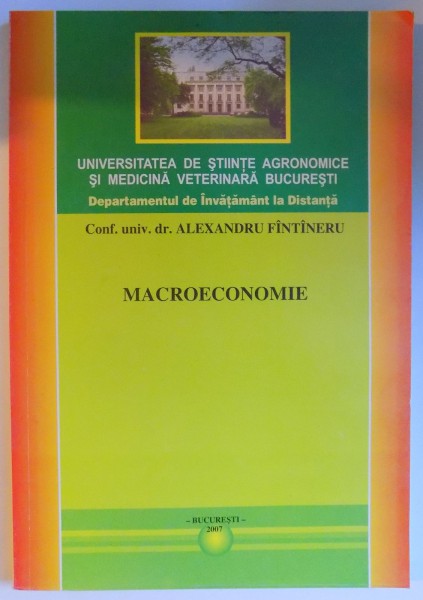 UNIVERSITATEA DE ŞTIINŢE AGRONOMICE
ŞI MEDICINĂ VETERINARĂ BUCUREŞTI
Departamentul de Învăţământ la Distanţă
Conf. univ. dr. ALEXANDRU FÎNTÎNERU
MACROECONOMIE
– BUCUREŞTI –
2007